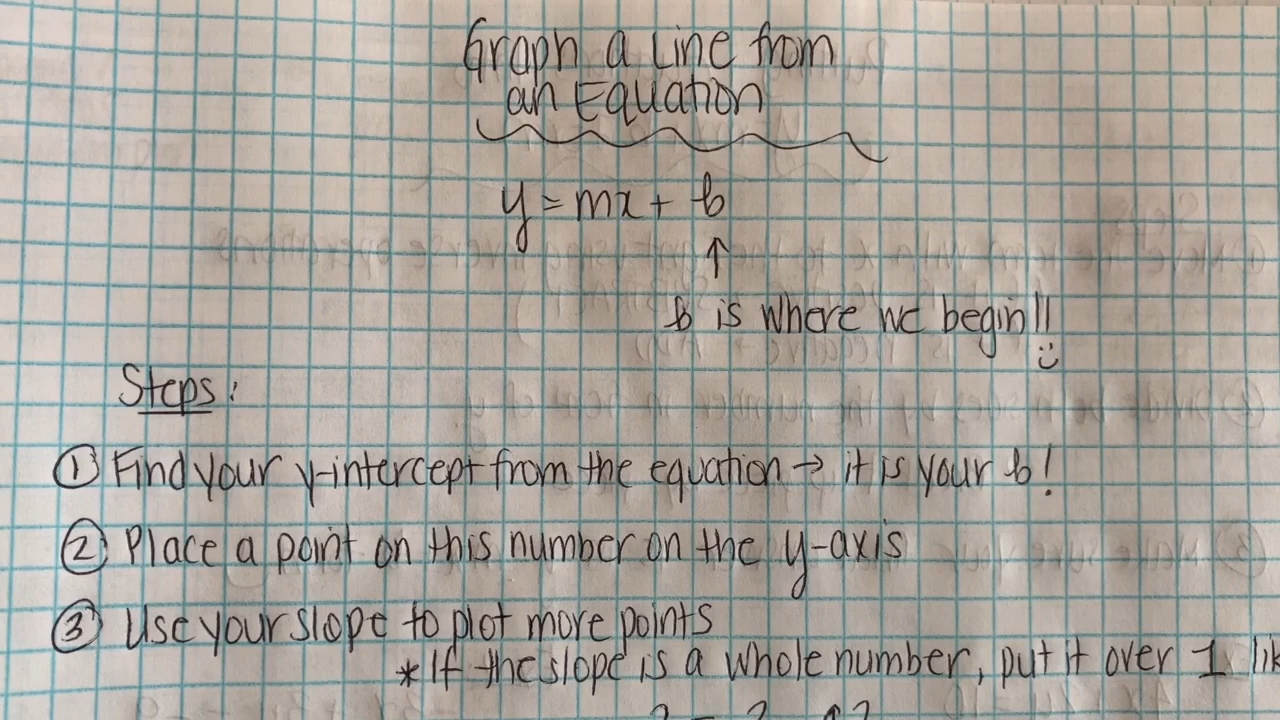 Graph a Line from
an Equation
y = mx + b
↑
b is where we begin!!
Steps:
① Find your y-intercept from the equation → it is your b!
② Place a point on this number on the y-axis
③ Use your slope to plot more points
* If the slope is a whole number, put it over 1